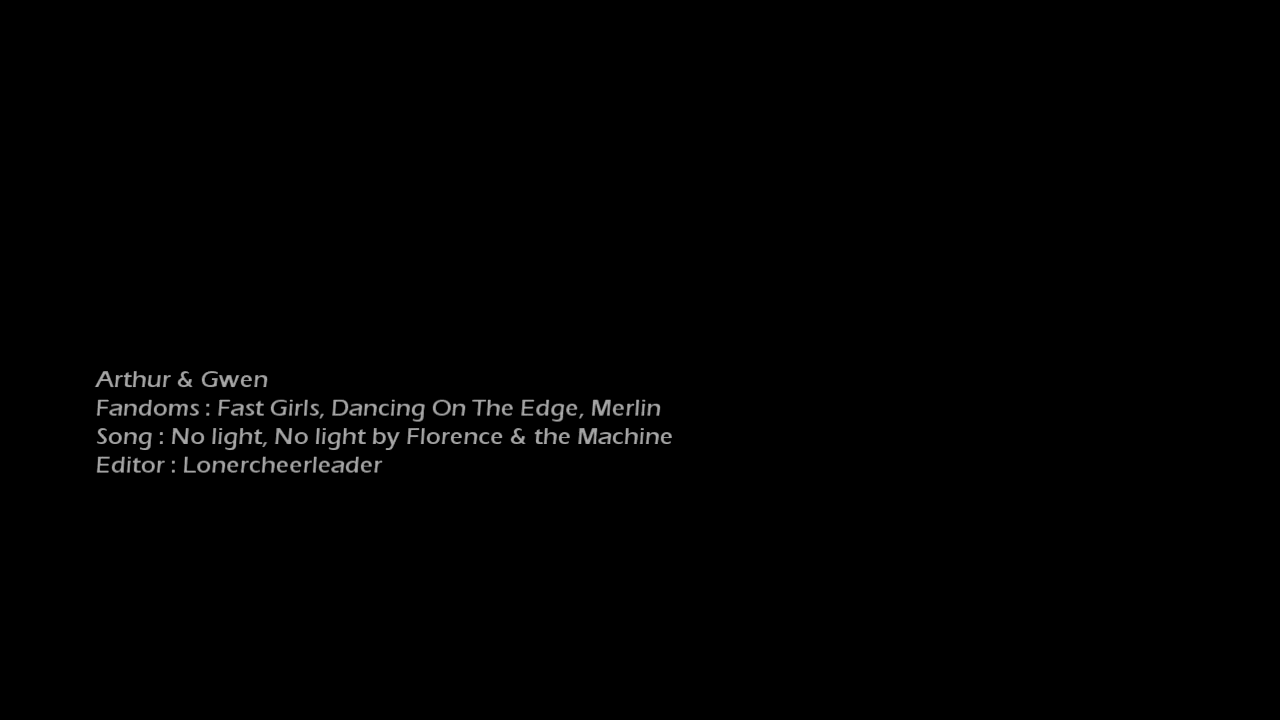 Arthur & Gwen
Fandoms : Fast Girls, Dancing On The Edge, Merlin
Song : No light, No light by Florence & the Machine
Editor : Lonercheerleader